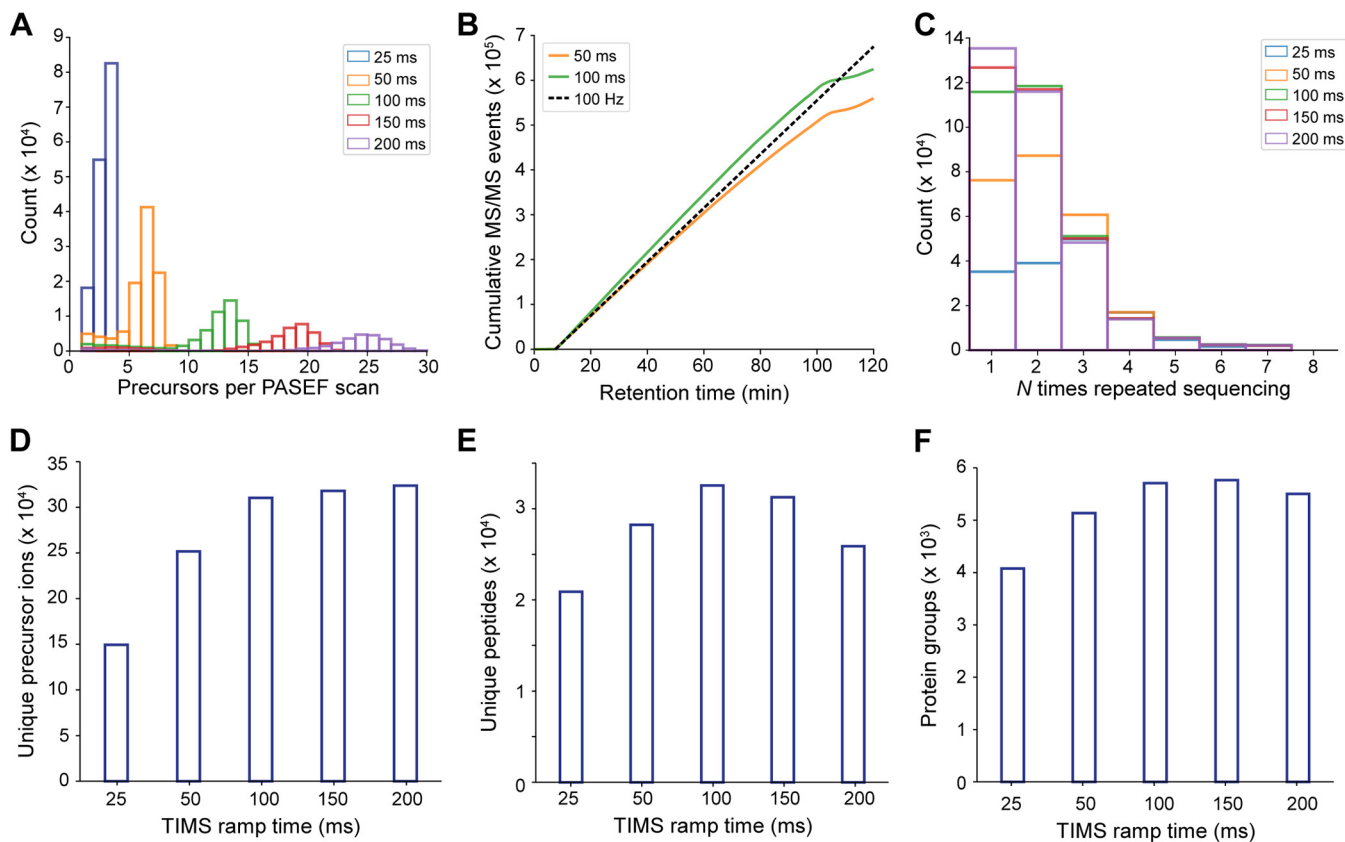 A
Count (x 10⁴)
9
8
7
6
5
4
3
2
1
0
25 ms
50 ms
100 ms
150 ms
200 ms
0 5 10 15 20 25 30
Precursors per PASEF scan
B
Cumulative MS/MS events (x 10⁵)
7
6
5
4
3
2
1
0
50 ms
100 ms
100 Hz
0 20 40 60 80 100 120
Retention time (min)
C
Count (x 10⁴)
14
12
10
8
6
4
2
0
25 ms
50 ms
100 ms
150 ms
200 ms
1 2 3 4 5 6 7 8
N times repeated sequencing
D
Unique precursor ions (x 10⁴)
35
30
25
20
15
10
5
0
25 50 100 150 200
TIMS ramp time (ms)
E
Unique peptides (x 10⁴)
3
2
1
0
25 50 100 150 200
TIMS ramp time (ms)
F
Protein groups (x 10³)
6
5
4
3
2
1
0
25 50 100 150 200
TIMS ramp time (ms)